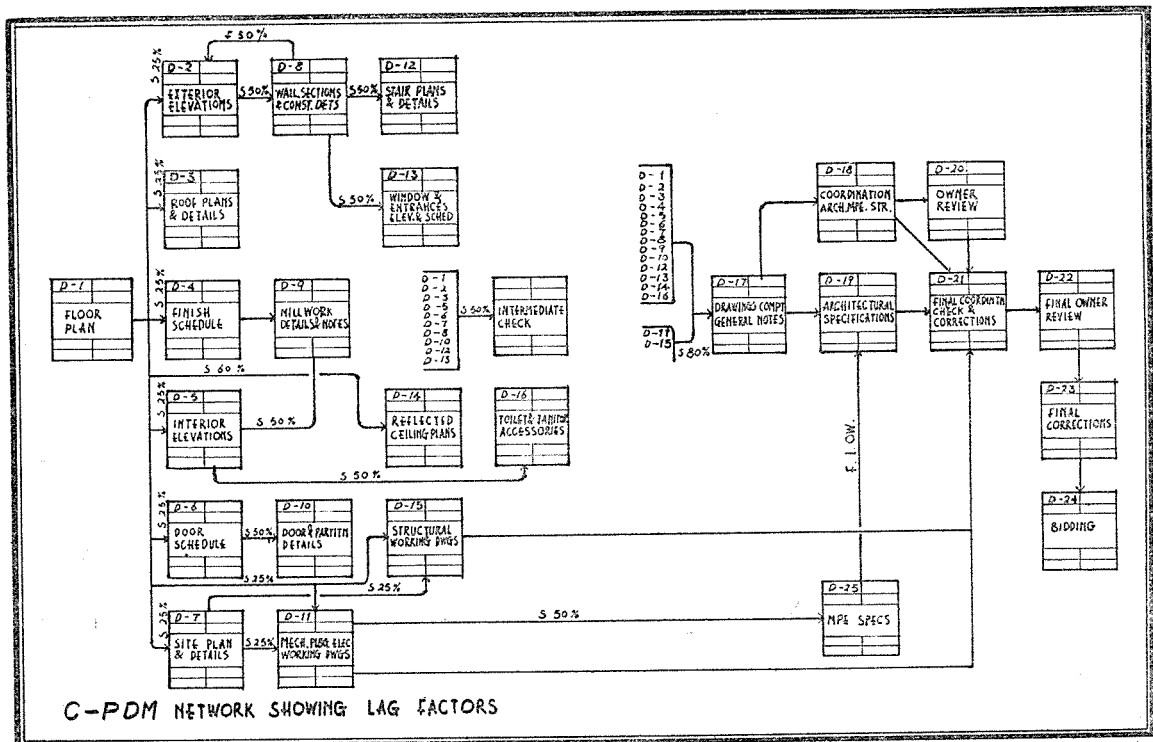 F 50%
S 25%
D-2
EXTERIOR
ELEVATIONS
S 50%
D-8
WALL SECTIONS
& CONST. DETS
S 50%
D-12
STAIR PLANS
& DETAILS
S 25%
D-3
ROOF PLANS
& DETAILS
S 50%
D-13
WINDOW &
ENTRANCES
ELEV. & SCHED
D-1
FLOOR
PLAN
S 25%
D-4
FINISH
SCHEDULE
D-9
MILLWORK
DETAILS & NOTES
D-1
D-2
D-3
D-5
D-6
D-7
D-8
D-10
D-12
D-13
S 50%
INTERMEDIATE
CHECK
S 60%
S 25%
D-5
INTERIOR
ELEVATIONS
S 50%
D-14
REFLECTED
CEILING PLANS
D-16
TOILET & JANITOR
ACCESSORIES
S 50%
S 25%
D-6
DOOR
SCHEDULE
S 50%
D-10
DOOR & PARTITN
DETAILS
D-15
STRUCTURAL
WORKING DWGS
S 25%
S 25%
S 25%
D-7
SITE PLAN
& DETAILS
S 25%
D-11
MECH. PLBG. ELEC
WORKING DWGS
S 50%
D-25
MPE SPECS
F. LOW.
D-1
D-2
D-3
D-4
D-5
D-6
D-7
D-8
D-9
D-10
D-12
D-13
D-14
D-16
D-11
D-15
S 80%
D-17
DRAWINGS COMPT
GENERAL NOTES
D-18
COORDINATION
ARCH. MPE. STR.
D-19
ARCHITECTURAL
SPECIFICATIONS
D-20
OWNER
REVIEW
D-21
FINAL COORDINTN
CHECK &
CORRECTIONS
D-22
FINAL OWNER
REVIEW
D-23
FINAL
CORRECTIONS
D-24
BIDDING
C-PDM NETWORK SHOWING LAG FACTORS